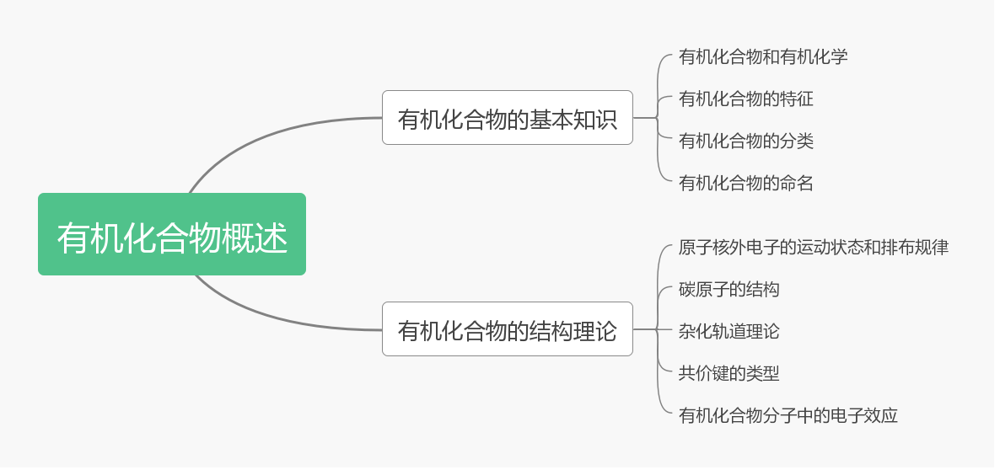 有机化合物概述
有机化合物的基本知识
有机化合物和有机化学
有机化合物的特征
有机化合物的分类
有机化合物的命名
有机化合物的结构理论
原子核外电子的运动状态和排布规律
碳原子的结构
杂化轨道理论
共价键的类型
有机化合物分子中的电子效应